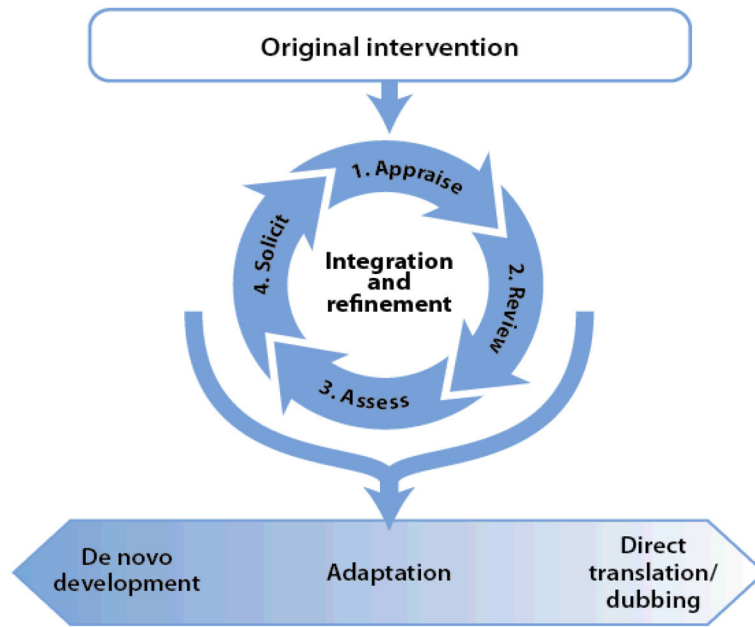 Original intervention
1. Appraise
2. Review
3. Assess
4. Solicit
Integration
and
refinement
De novo
development
Adaptation
Direct
translation/
dubbing